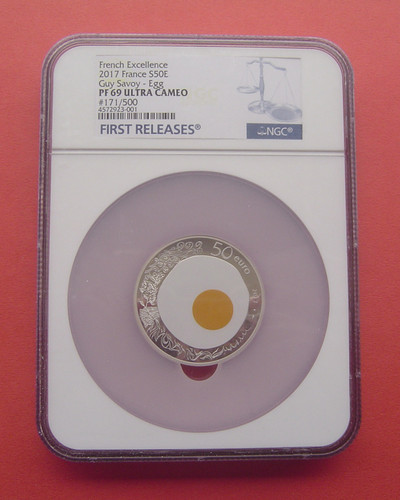 French Excellence
2017 France S50E
Guy Savoy - Egg
PF 69 ULTRA CAMEO
#171/500
4572923-001
FIRST RELEASES®
NGC®
50 euro